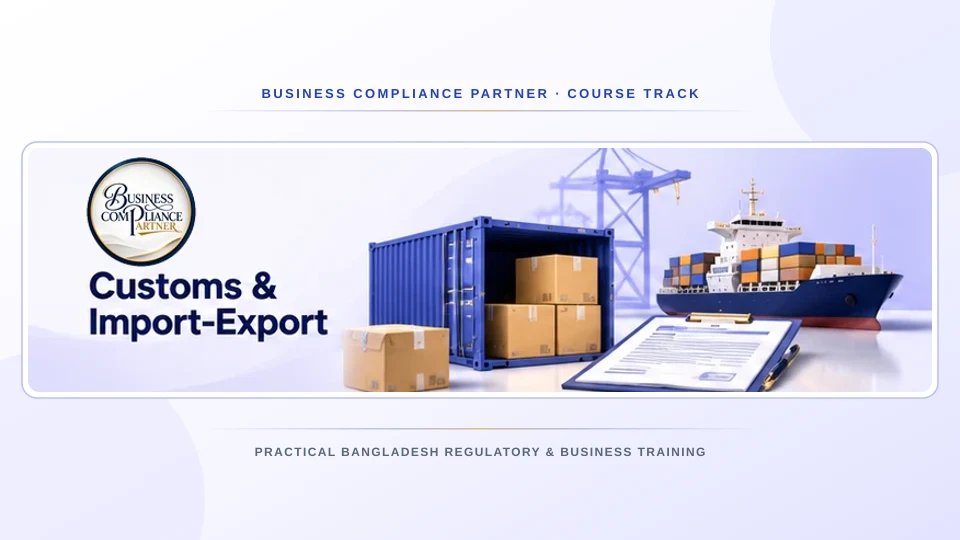 BUSINESS COMPLIANCE PARTNER · COURSE TRACK
BUSINESS
COMPLIANCE
PARTNER
Customs &
Import-Export
PRACTICAL BANGLADESH REGULATORY & BUSINESS TRAINING